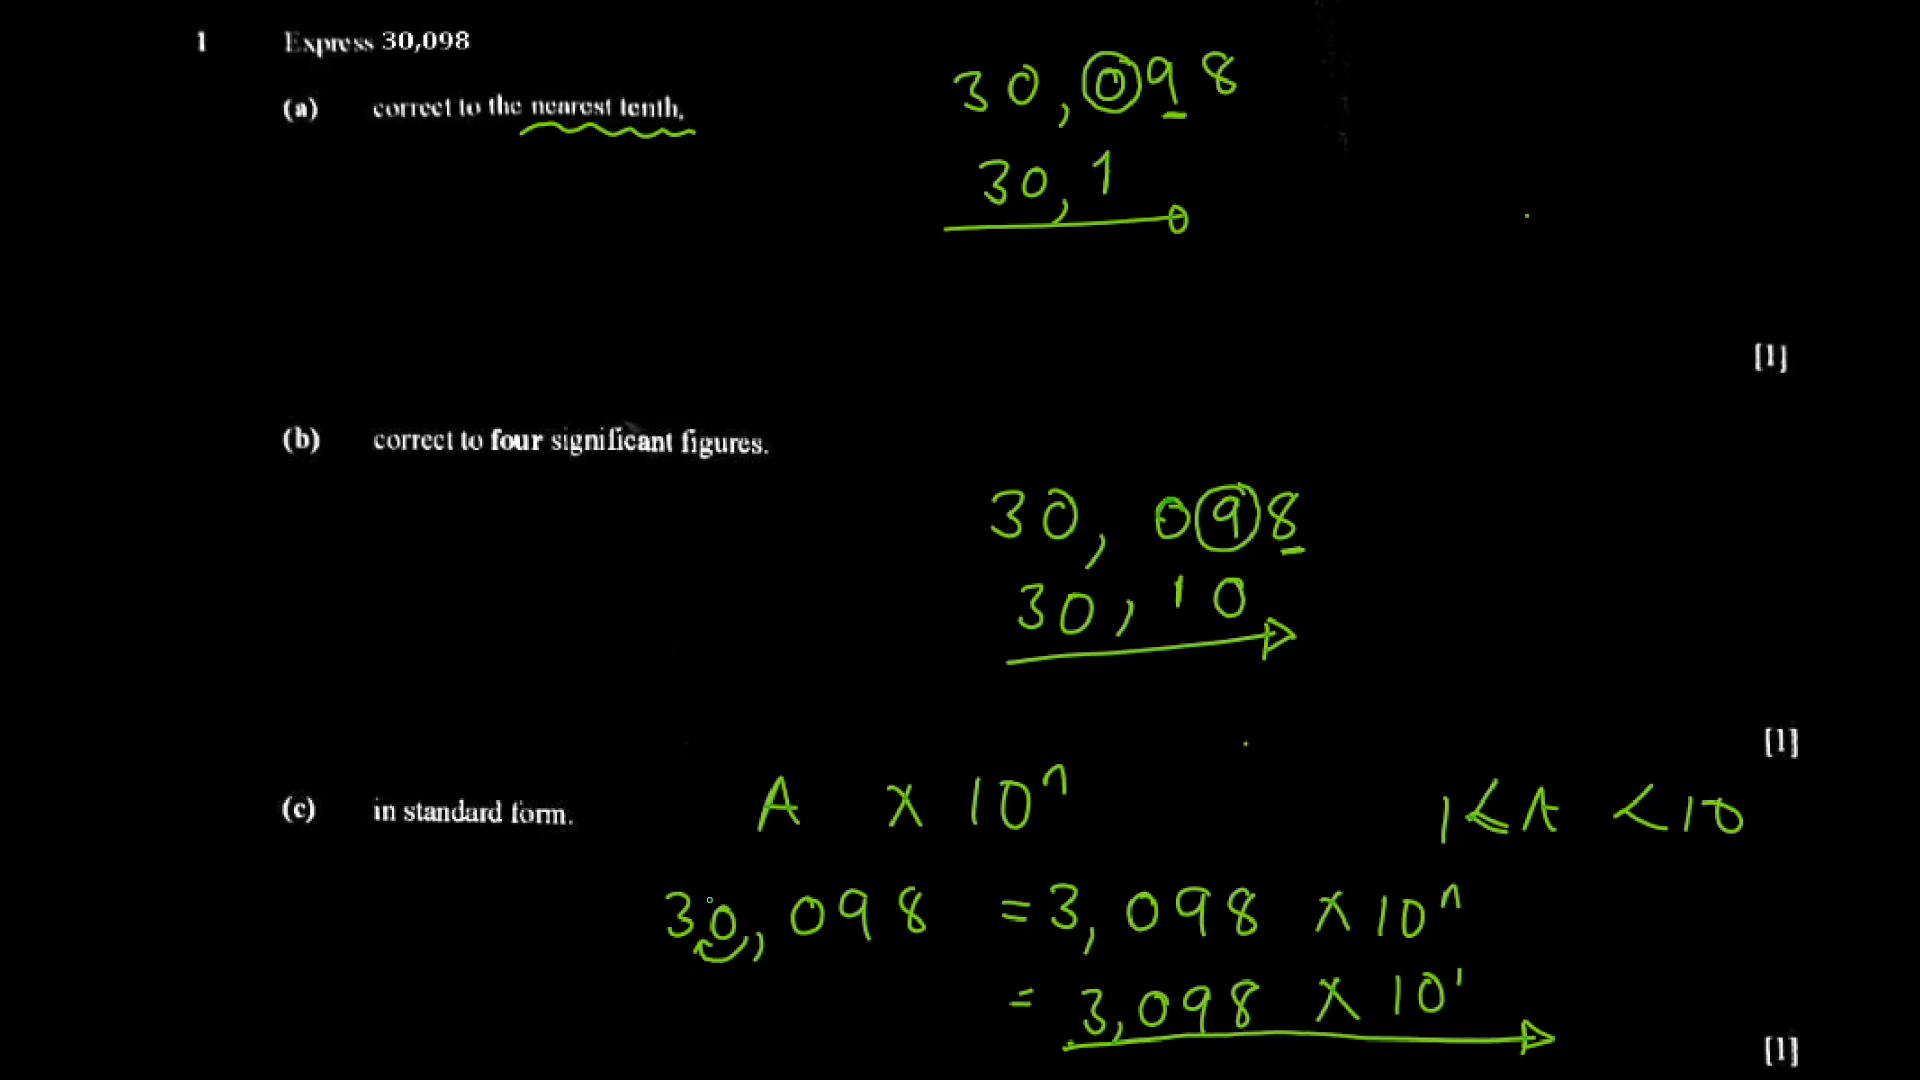 1 Express 30,098
30,098
(a) correct to the nearest tenth,
30,1
[1]
(b) correct to four significant figures.
30,098
30,10
[1]
(c) in standard form.
A × 10ⁿ
1 ⩽ A < 10
30,098 = 3,098 × 10ⁿ
= 3,098 × 10¹
[1]